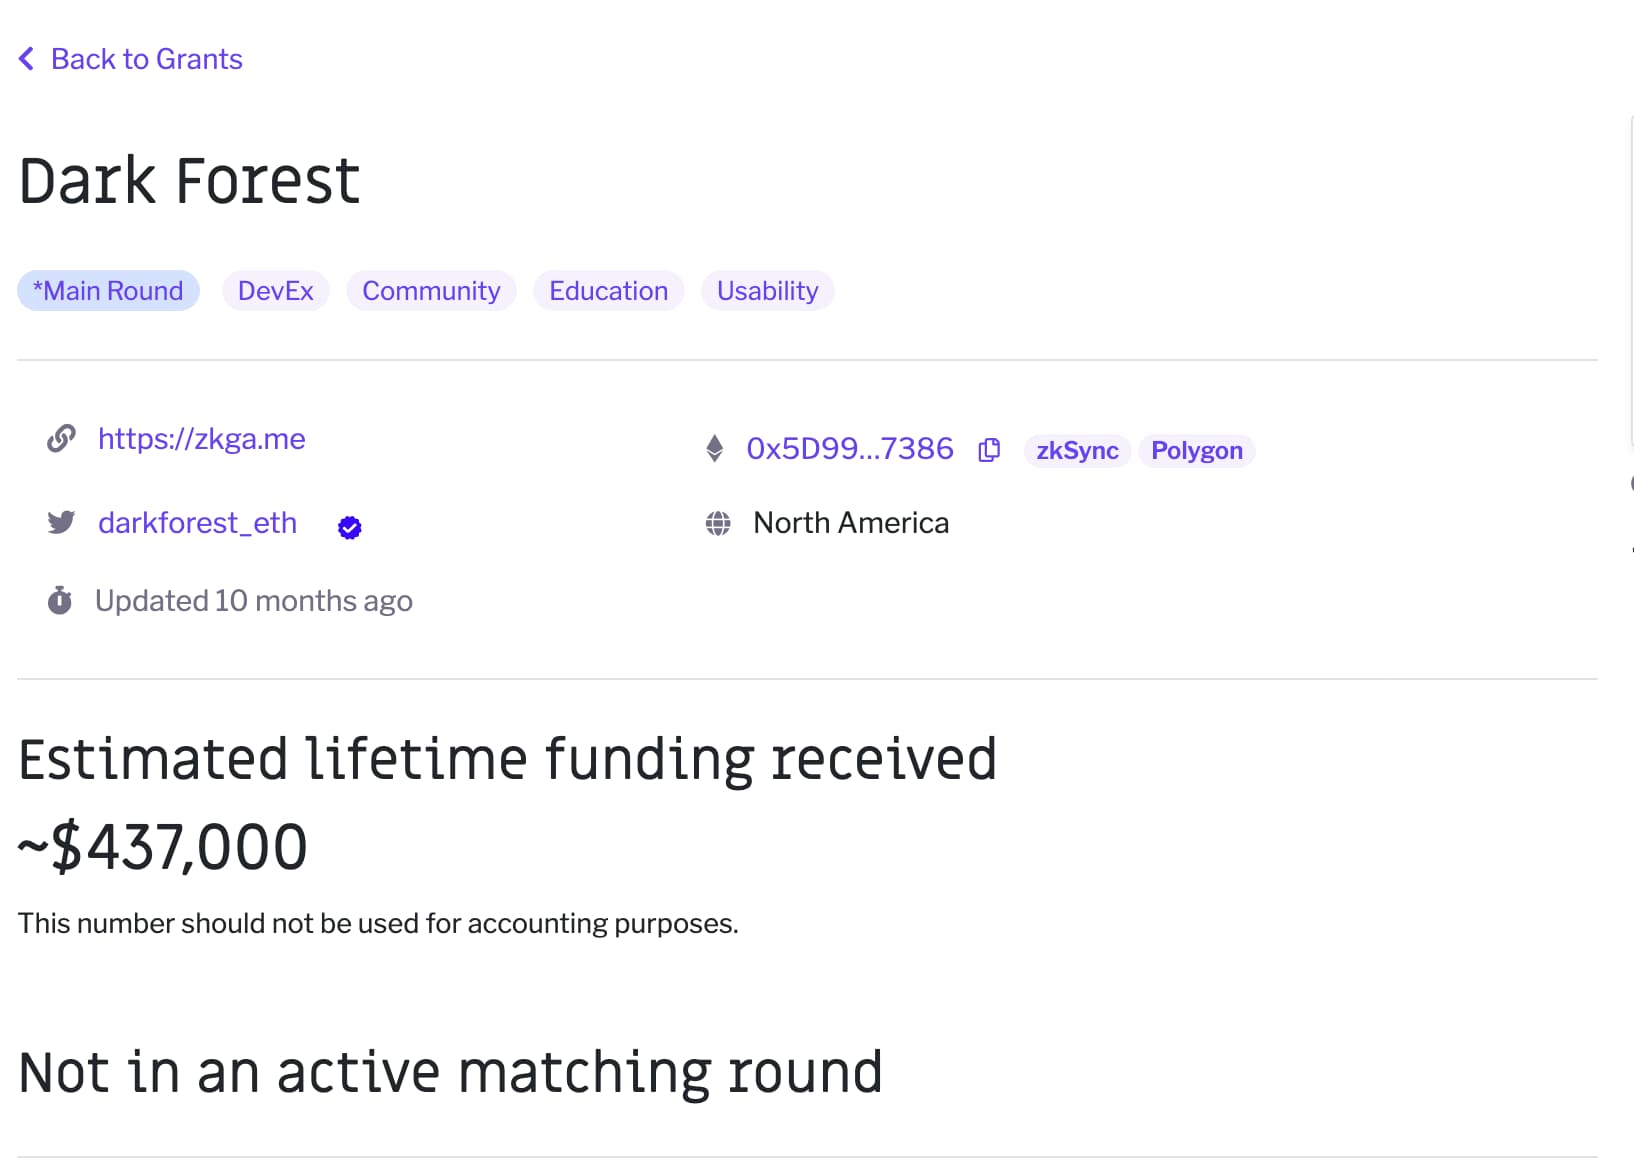 Back to Grants
Dark Forest
*Main Round DevEx Community Education Usability
https://zkga.me
0x5D99...7386 zkSync Polygon
darkforest_eth
North America
Updated 10 months ago
Estimated lifetime funding received
~$437,000
This number should not be used for accounting purposes.
Not in an active matching round